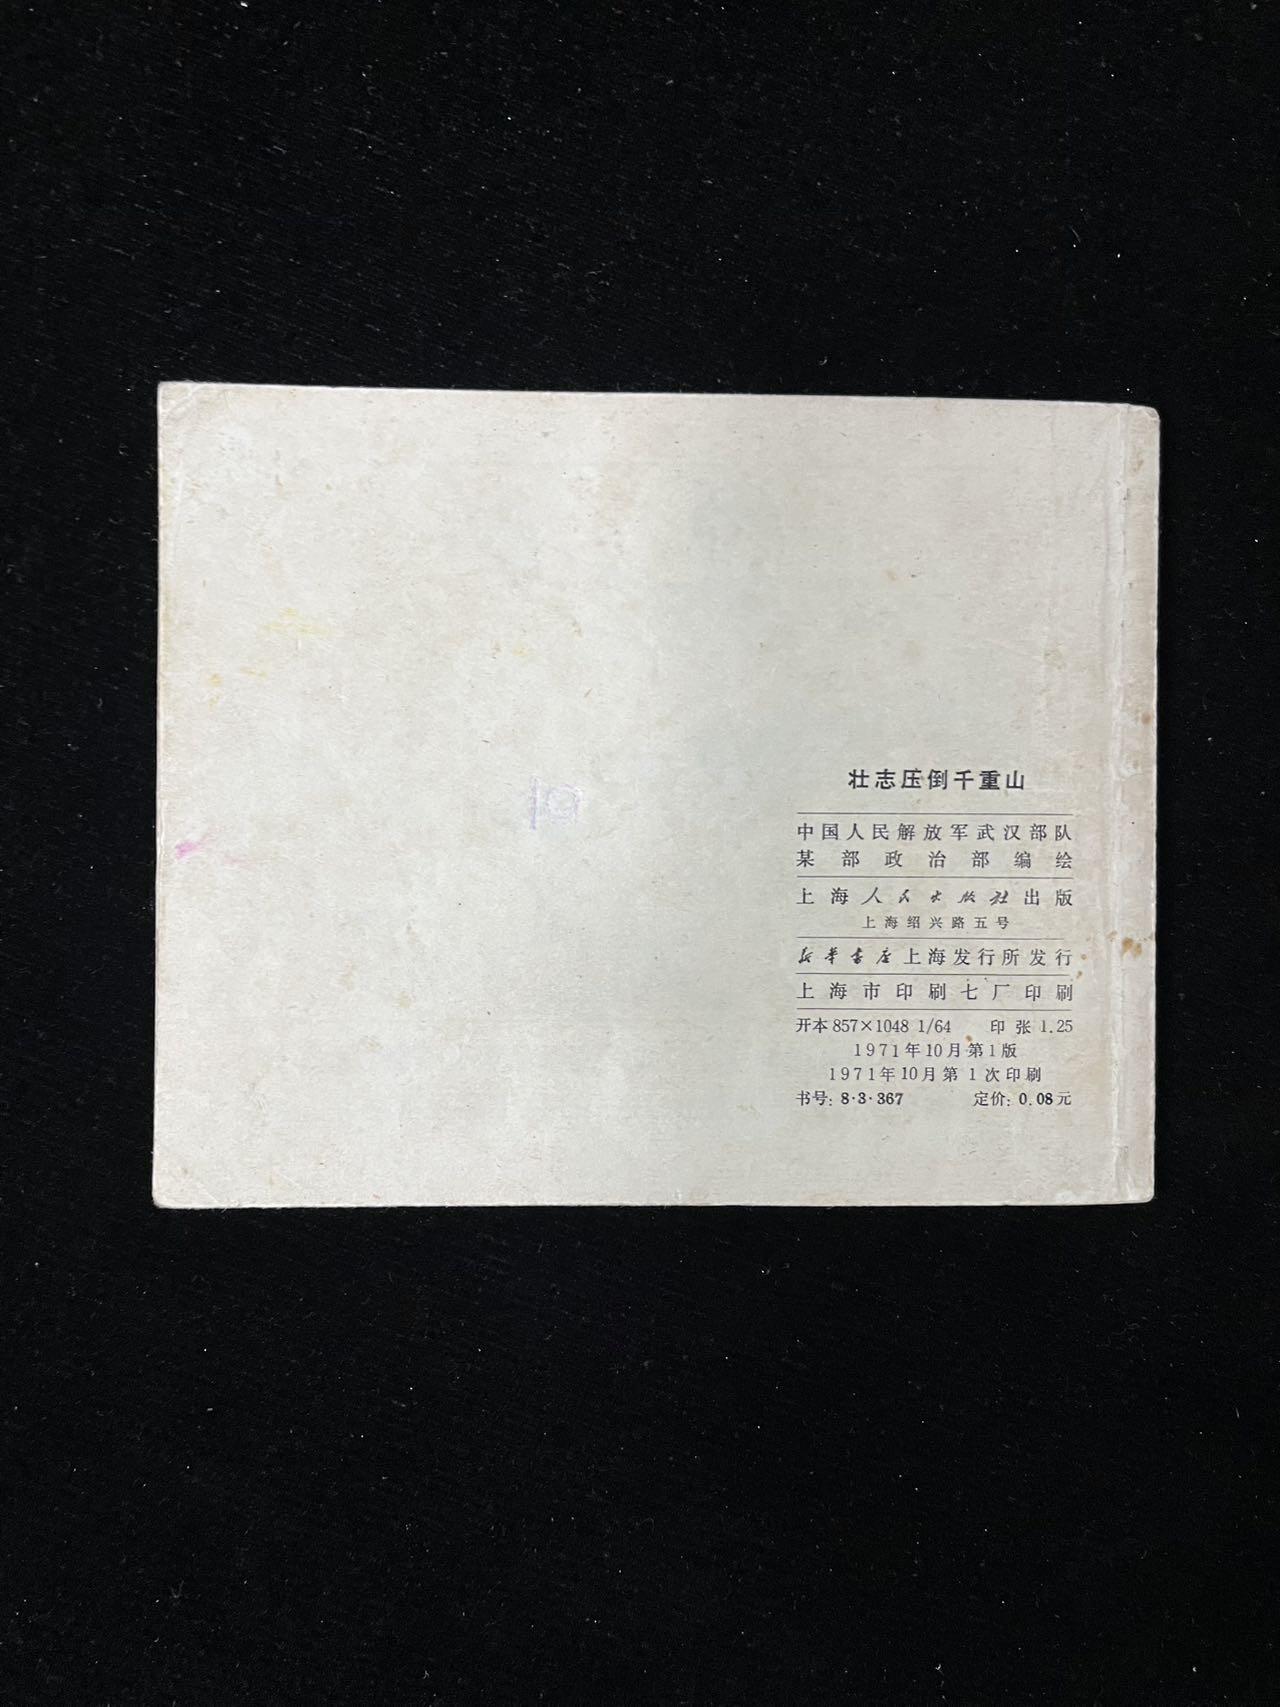 壮志压倒千重山
中国人民解放军武汉部队
某部政治部编绘
上海人民出版社出版
上海绍兴路五号
新华书店上海发行所发行
上海市印刷七厂印刷
开本 857×1048 1/64 印张 1.25
1971年10月第1版
1971年10月第1次印刷
书号: 8·3·367 定价: 0.08元